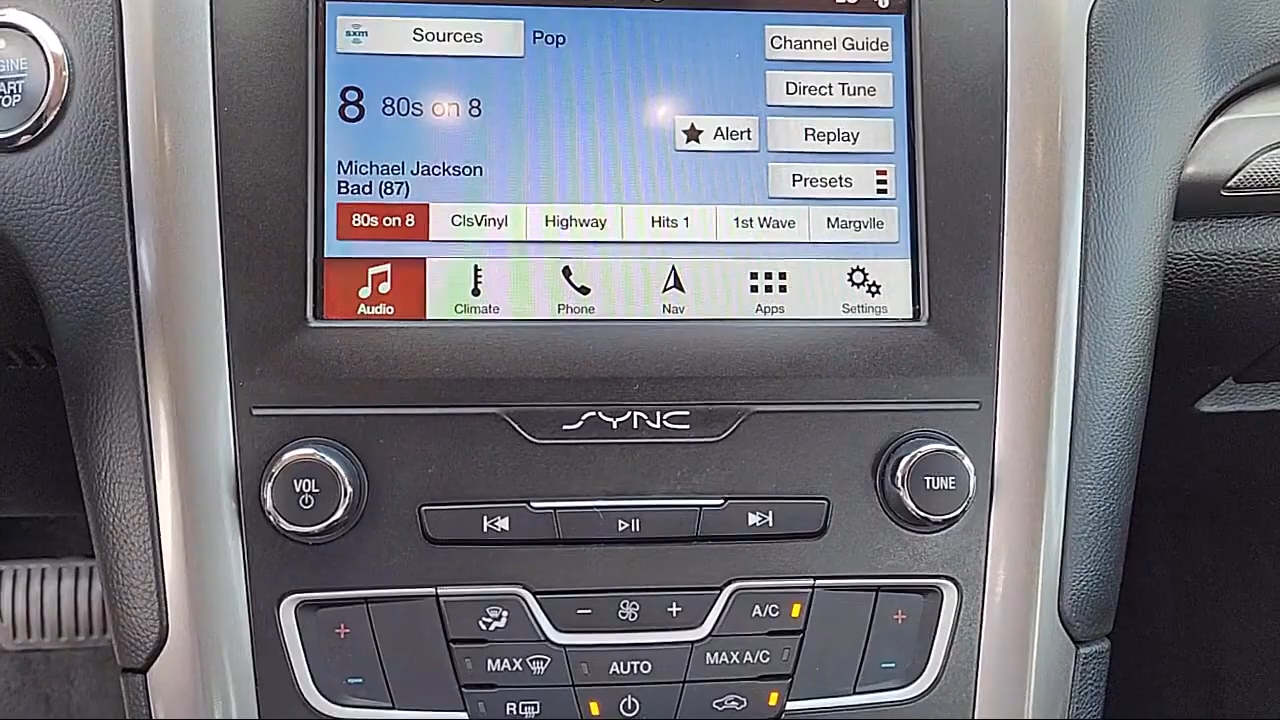 sxm Sources
Pop
Channel Guide
Direct Tune
8 80s on 8
Alert
Replay
Michael Jackson
Bad (87)
Presets
80s on 8
ClsVinyl
Highway
Hits 1
1st Wave
Margvlle
Audio
Climate
Phone
Nav
Apps
Settings
SYNC
VOL
TUNE
A/C
MAX
AUTO
MAX A/C
R